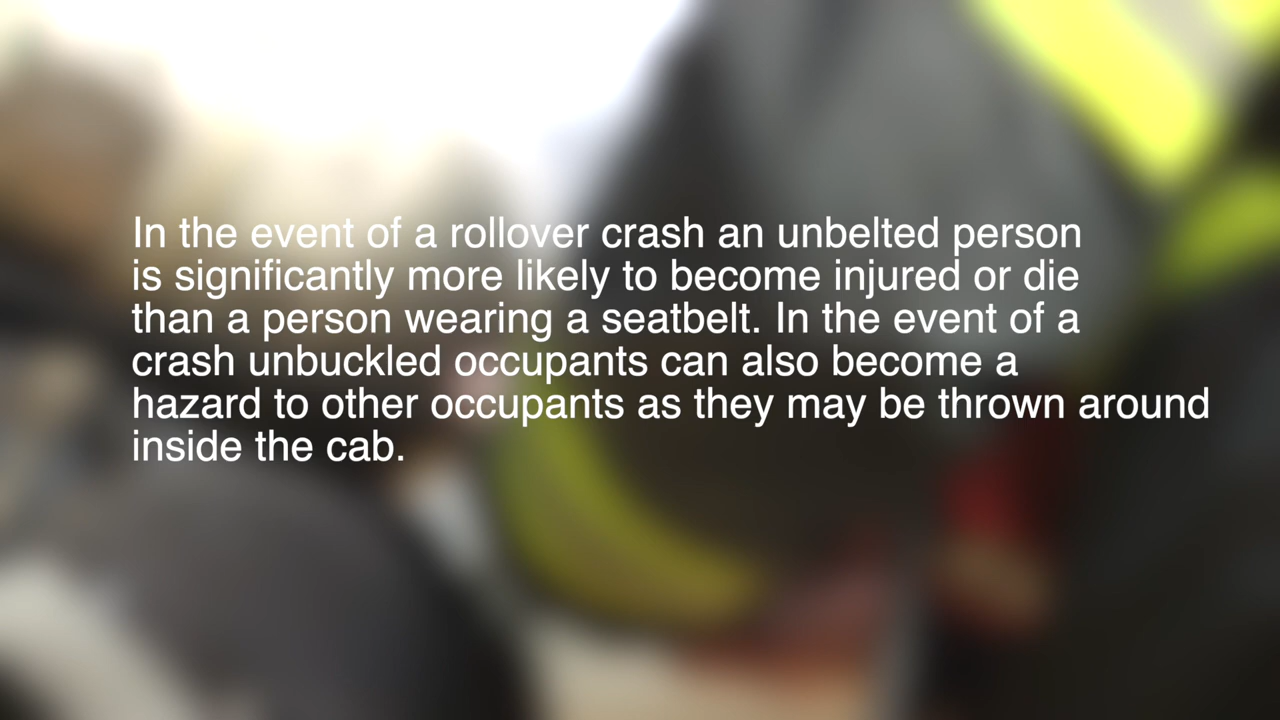 In the event of a rollover crash an unbelted person
is significantly more likely to become injured or die
than a person wearing a seatbelt. In the event of a
crash unbuckled occupants can also become a
hazard to other occupants as they may be thrown around
inside the cab.